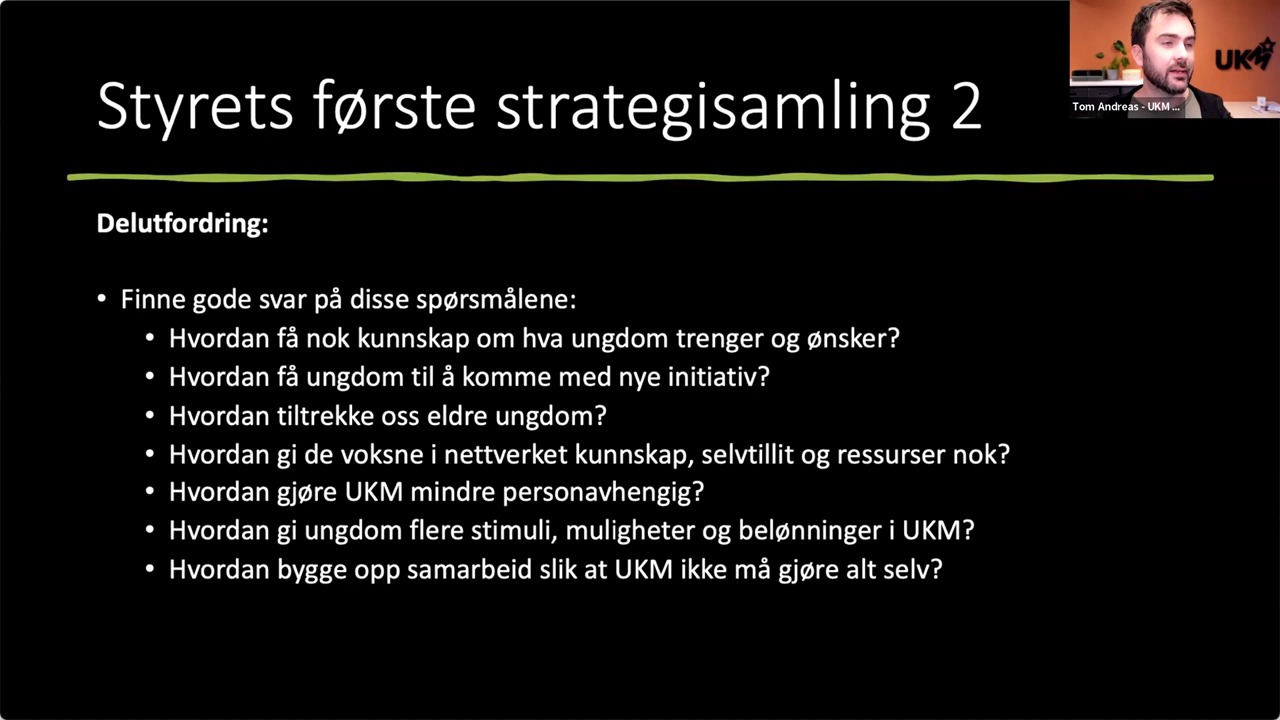 Styrets første strategisamling 2
UKM
Tom Andreas - UKM ...
Delutfordring:
• Finne gode svar på disse spørsmålene:
• Hvordan få nok kunnskap om hva ungdom trenger og ønsker?
• Hvordan få ungdom til å komme med nye initiativ?
• Hvordan tiltrekke oss eldre ungdom?
• Hvordan gi de voksne i nettverket kunnskap, selvtillit og ressurser nok?
• Hvordan gjøre UKM mindre personavhengig?
• Hvordan gi ungdom flere stimuli, muligheter og belønninger i UKM?
• Hvordan bygge opp samarbeid slik at UKM ikke må gjøre alt selv?